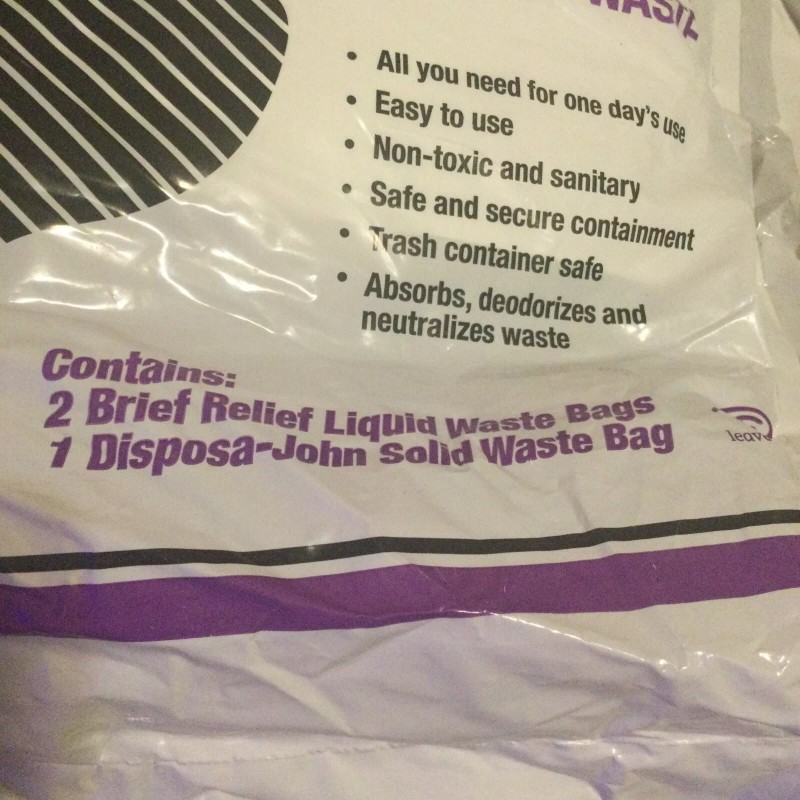 WASTE
• All you need for one day's use
• Easy to use
• Non-toxic and sanitary
• Safe and secure containment
• Trash container safe
• Absorbs, deodorizes and
neutralizes waste
Contains:
2 Brief Relief Liquid Waste Bags
1 Disposa-John Solid Waste Bag
leav